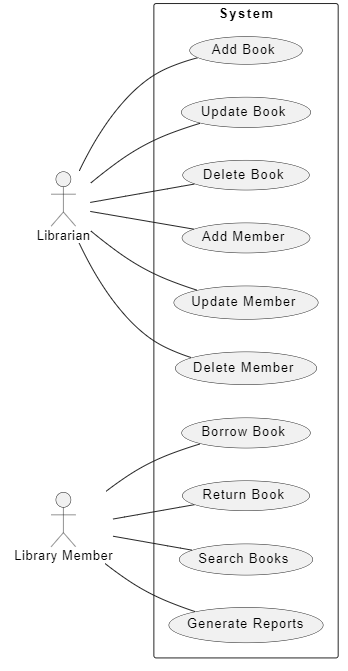 System
Add Book
Update Book
Delete Book
Librarian
Add Member
Update Member
Delete Member
Borrow Book
Return Book
Library Member
Search Books
Generate Reports